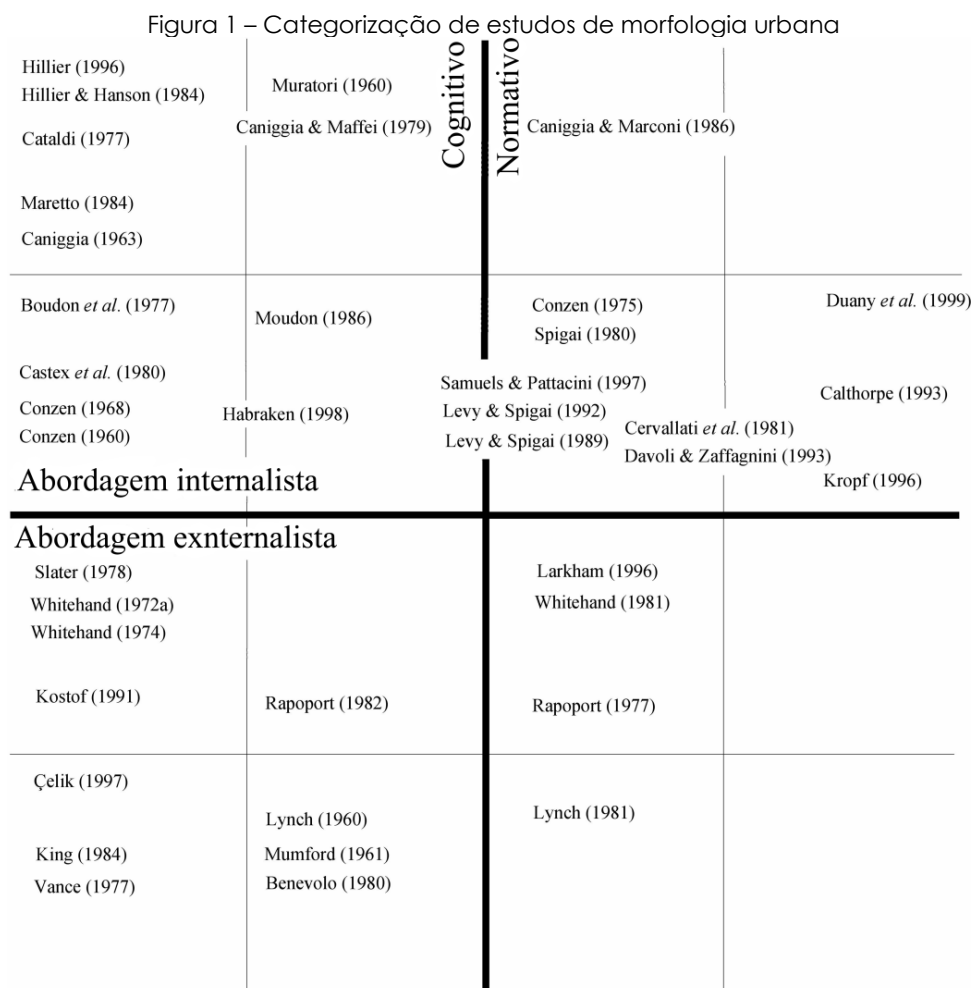 Figura 1 – Categorização de estudos de morfologia urbana
Cognitivo
Normativo
Hillier (1996)
Hillier & Hanson (1984)
Cataldi (1977)
Maretto (1984)
Caniggia (1963)
Muratori (1960)
Caniggia & Maffei (1979)
Caniggia & Marconi (1986)
Boudon et al. (1977)
Castex et al. (1980)
Conzen (1968)
Conzen (1960)
Moudon (1986)
Habraken (1998)
Conzen (1975)
Spigai (1980)
Samuels & Pattacini (1997)
Levy & Spigai (1992)
Levy & Spigai (1989)
Cervallati et al. (1981)
Davoli & Zaffagnini (1993)
Duany et al. (1999)
Calthorpe (1993)
Kropf (1996)
Abordagem internalista
Abordagem exnternalista
Slater (1978)
Whitehand (1972a)
Whitehand (1974)
Kostof (1991)
Rapoport (1982)
Larkham (1996)
Whitehand (1981)
Rapoport (1977)
Çelik (1997)
King (1984)
Vance (1977)
Lynch (1960)
Mumford (1961)
Benevolo (1980)
Lynch (1981)